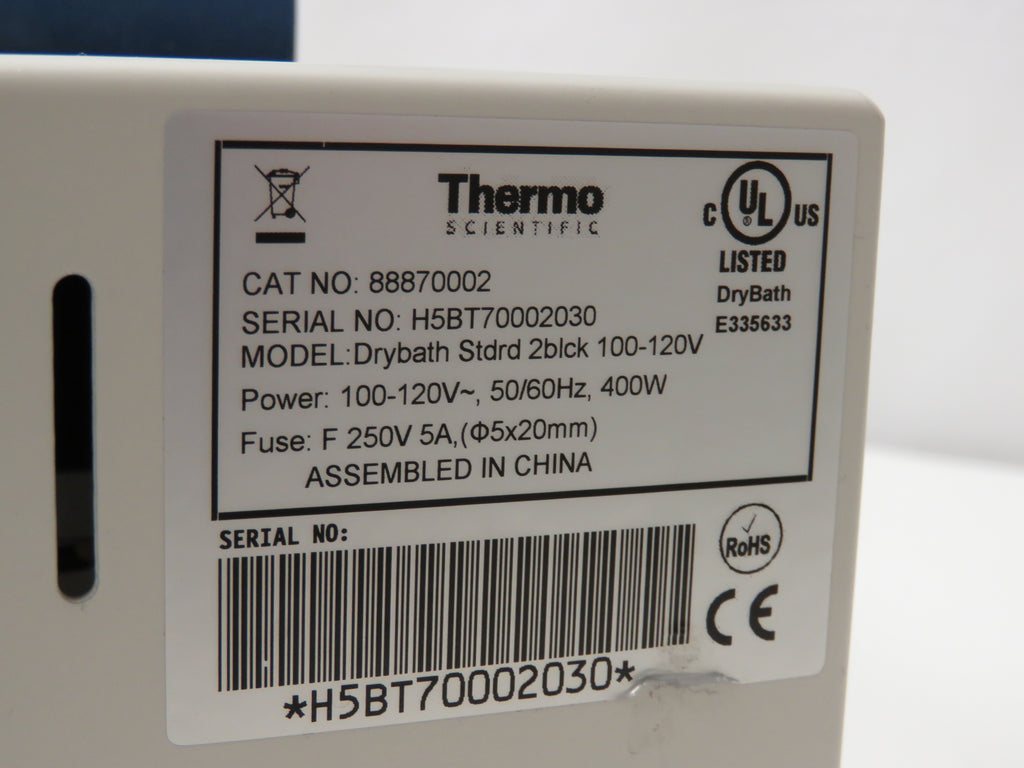 Thermo
SCIENTIFIC
C UL ® US
LISTED
DryBath
E335633
CAT NO: 88870002
SERIAL NO: H5BT70002030
MODEL:Drybath Stdrd 2blck 100-120V
Power: 100-120V~, 50/60Hz, 400W
Fuse: F 250V 5A,(Φ5x20mm)
ASSEMBLED IN CHINA
SERIAL NO:
RoHS
CE
*H5BT70002030*